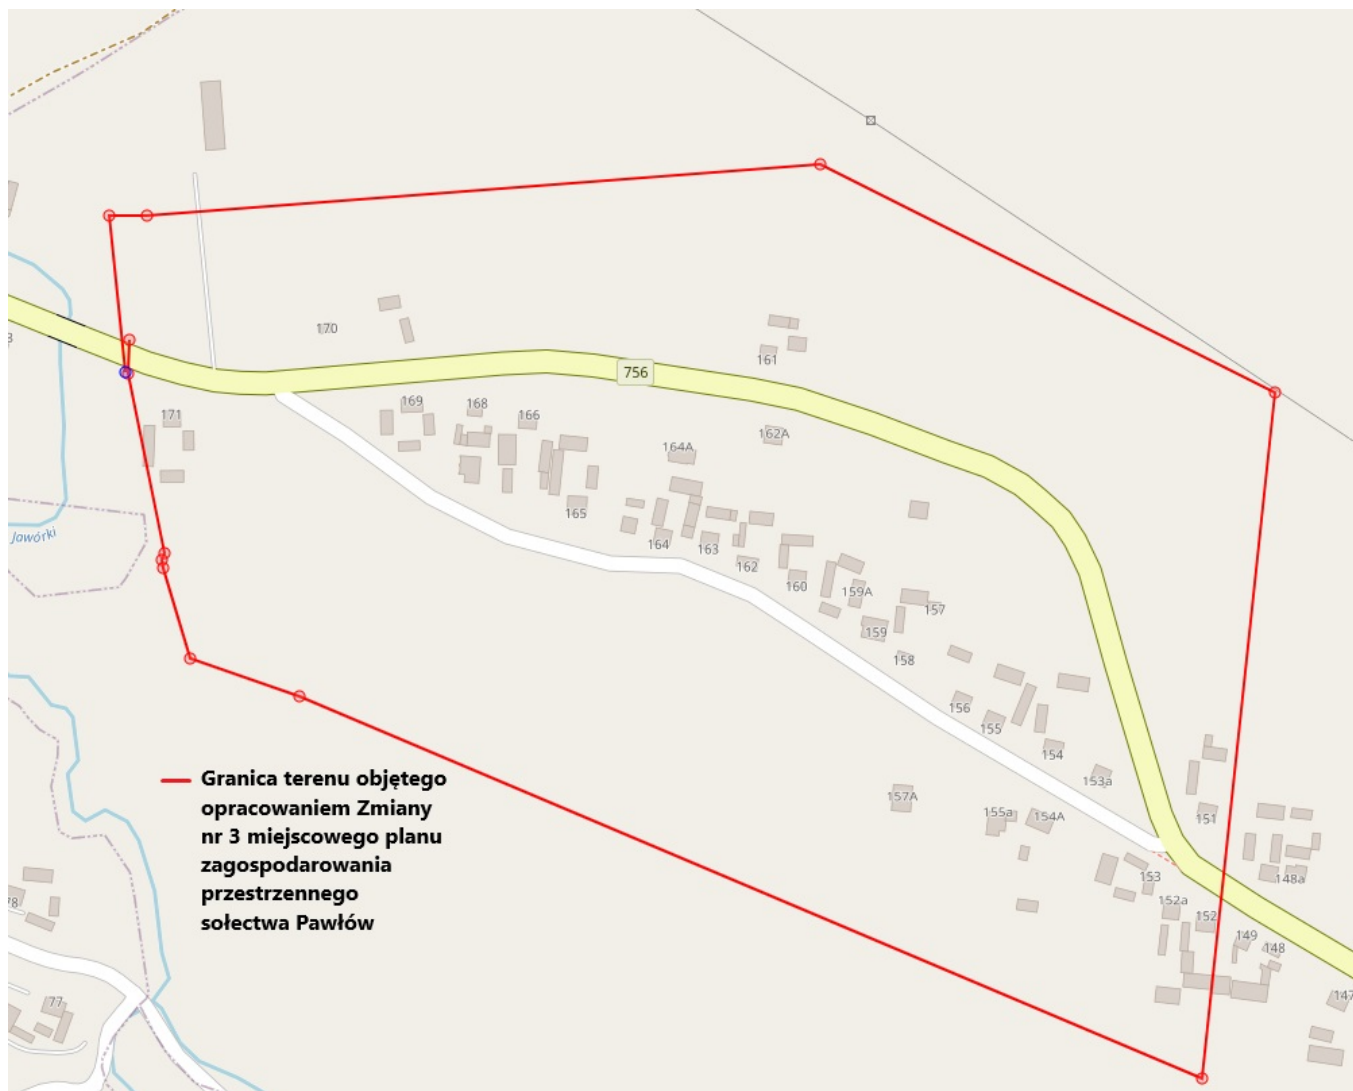 170
161
8
756
171
169
168
166
162A
164A
165
Jawórki
164
163
162
160
159A
157
159
158
156
155
154
153a
157A
155a
154A
151
Granica terenu objętego
opracowaniem Zmiany
nr 3 miejscowego planu
zagospodarowania
przestrzennego
sołectwa Pawłów
153
148a
152a
152
78
149
148
77
147